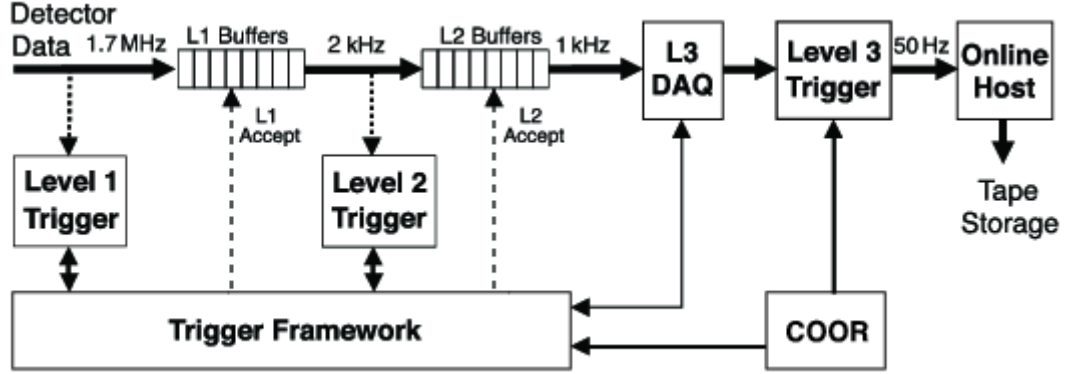 Detector
Data
1.7 MHz
L1 Buffers
2 kHz
L2 Buffers
1 kHz
L3
DAQ
Level 3
Trigger
50 Hz
Online
Host
L1
Accept
L2
Accept
Level 1
Trigger
Level 2
Trigger
Tape
Storage
Trigger Framework
COOR